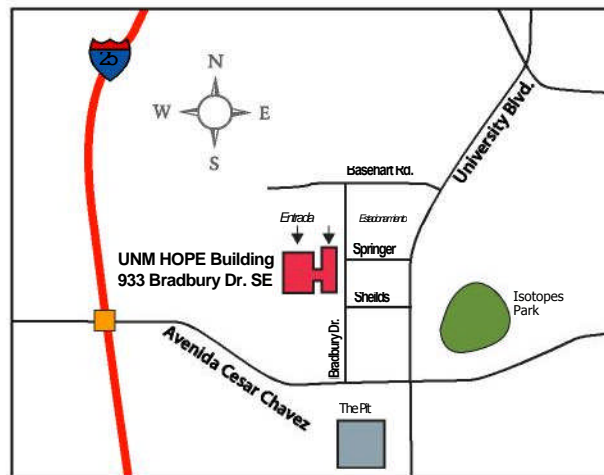 25
N
W E
S
University Blvd.
Basehart Rd.
Entrada
Estacionamiento
UNM HOPE Building
933 Bradbury Dr. SE
Springer
Sheilds
Isotopes
Park
Bradbury Dr.
Avenida Cesar Chavez
The Pit